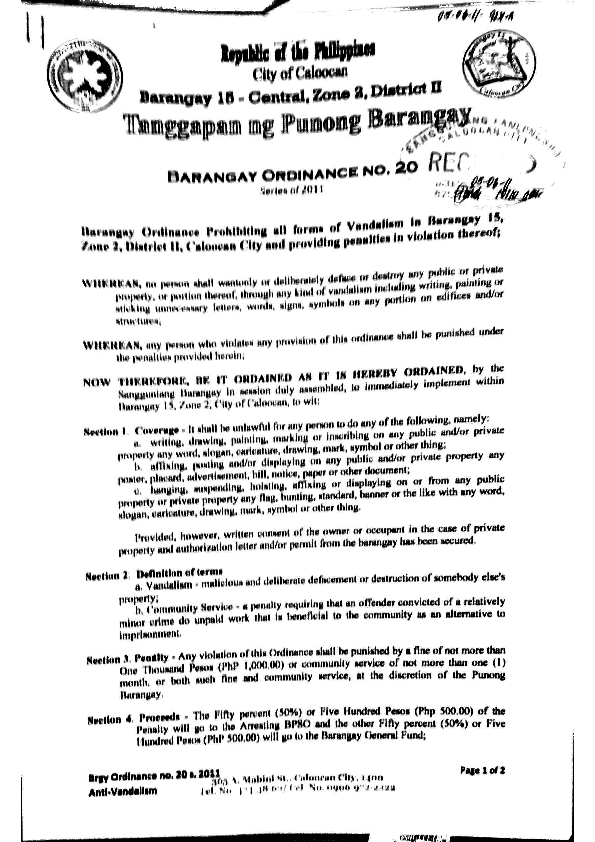 Republic of the Philippines
City of Caloocan
Barangay 15 - Central, Zone 2, District II
Tanggapan ng Punong Barangay
BARANGAY ORDINANCE NO. 20
Series of 2011
REC
05-06-11
Barangay Ordinance Prohibiting all forms of Vandalism in Barangay 15,
Zone 2, District II, Caloocan City and providing penalties in violation thereof;
WHEREAS, no person shall wantonly or deliberately deface or destroy any public or private
property, or portion thereof, through any kind of vandalism including writing, painting or
sticking unnecessary letters, words, signs, symbols on any portion on edifices and/or
structures;
WHEREAS, any person who violates any provision of this ordinance shall be punished under
the penalties provided herein;
NOW THEREFORE, BE IT ORDAINED AS IT IS HEREBY ORDAINED, by the
Sangguniang Barangay in session duly assembled, to immediately implement within
Barangay 15, Zone 2, City of Caloocan, to wit:
Section 1. Coverage - It shall be unlawful for any person to do any of the following, namely:
a. writing, drawing, painting, marking or inscribing on any public and/or private
property any word, slogan, caricature, drawing, mark, symbol or other thing;
b. affixing, posting and/or displaying on any public and/or private property any
poster, placard, advertisement, bill, notice, paper or other document;
c. hanging, suspending, hoisting, affixing or displaying on or from any public
property or private property any flag, bunting, standard, banner or the like with any word,
slogan, caricature, drawing, mark, symbol or other thing.
Provided, however, written consent of the owner or occupant in the case of private
property and authorization letter and/or permit from the barangay has been secured.
Section 2. Definition of terms
a. Vandalism - malicious and deliberate defacement or destruction of somebody else's
property;
b. Community Service - a penalty requiring that an offender convicted of a relatively
minor crime do unpaid work that is beneficial to the community as an alternative to
imprisonment.
Section 3. Penalty - Any violation of this Ordinance shall be punished by a fine of not more than
One Thousand Pesos (PhP 1,000.00) or community service of not more than one (1)
month, or both such fine and community service, at the discretion of the Punong
Barangay.
Section 4. Proceeds - The Fifty percent (50%) or Five Hundred Pesos (Php 500.00) of the
Penalty will go to the Arresting BPSO and the other Fifty percent (50%) or Five
Hundred Pesos (PhP 500.00) will go to the Barangay General Fund;
Brgy Ordinance no. 20 s. 2011
Page 1 of 2
Anti-Vandalism
A. Mabini St., Caloocan City, 1400
Tel. No.